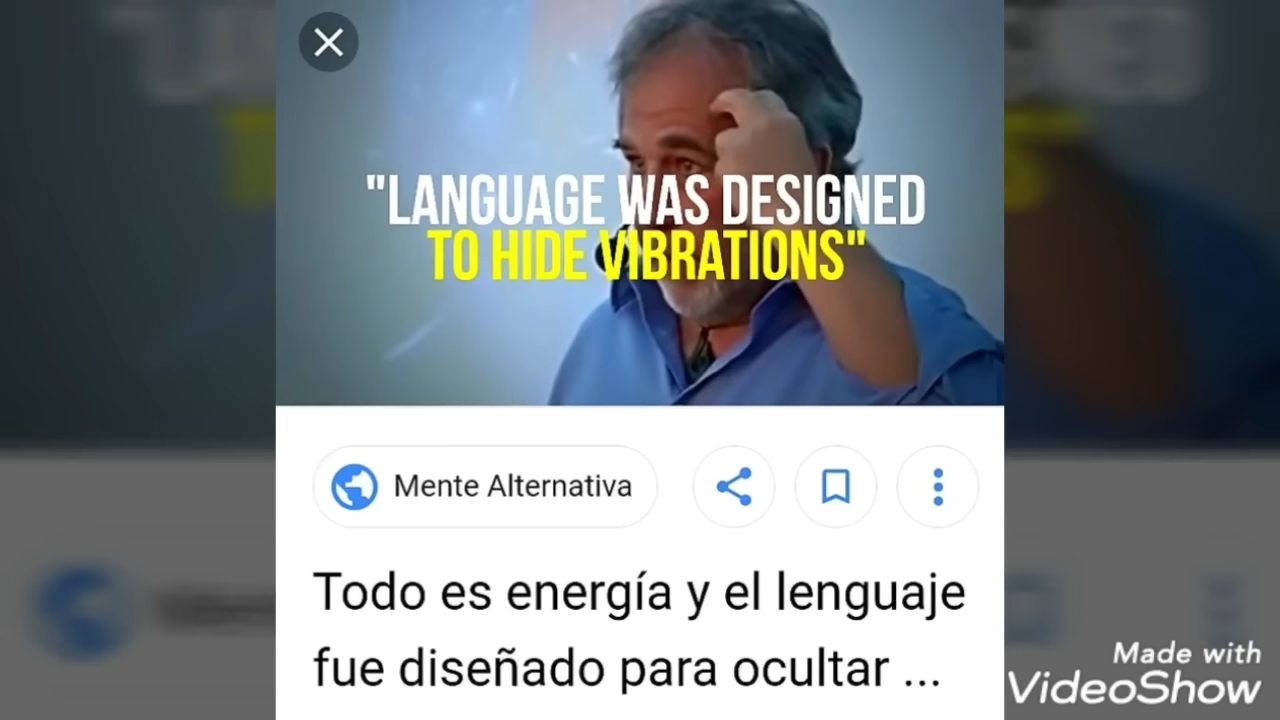 "LANGUAGE WAS DESIGNED
TO HIDE VIBRATIONS"
Mente Alternativa
Todo es energía y el lenguaje
fue diseñado para ocultar ...
Made with
VideoShow